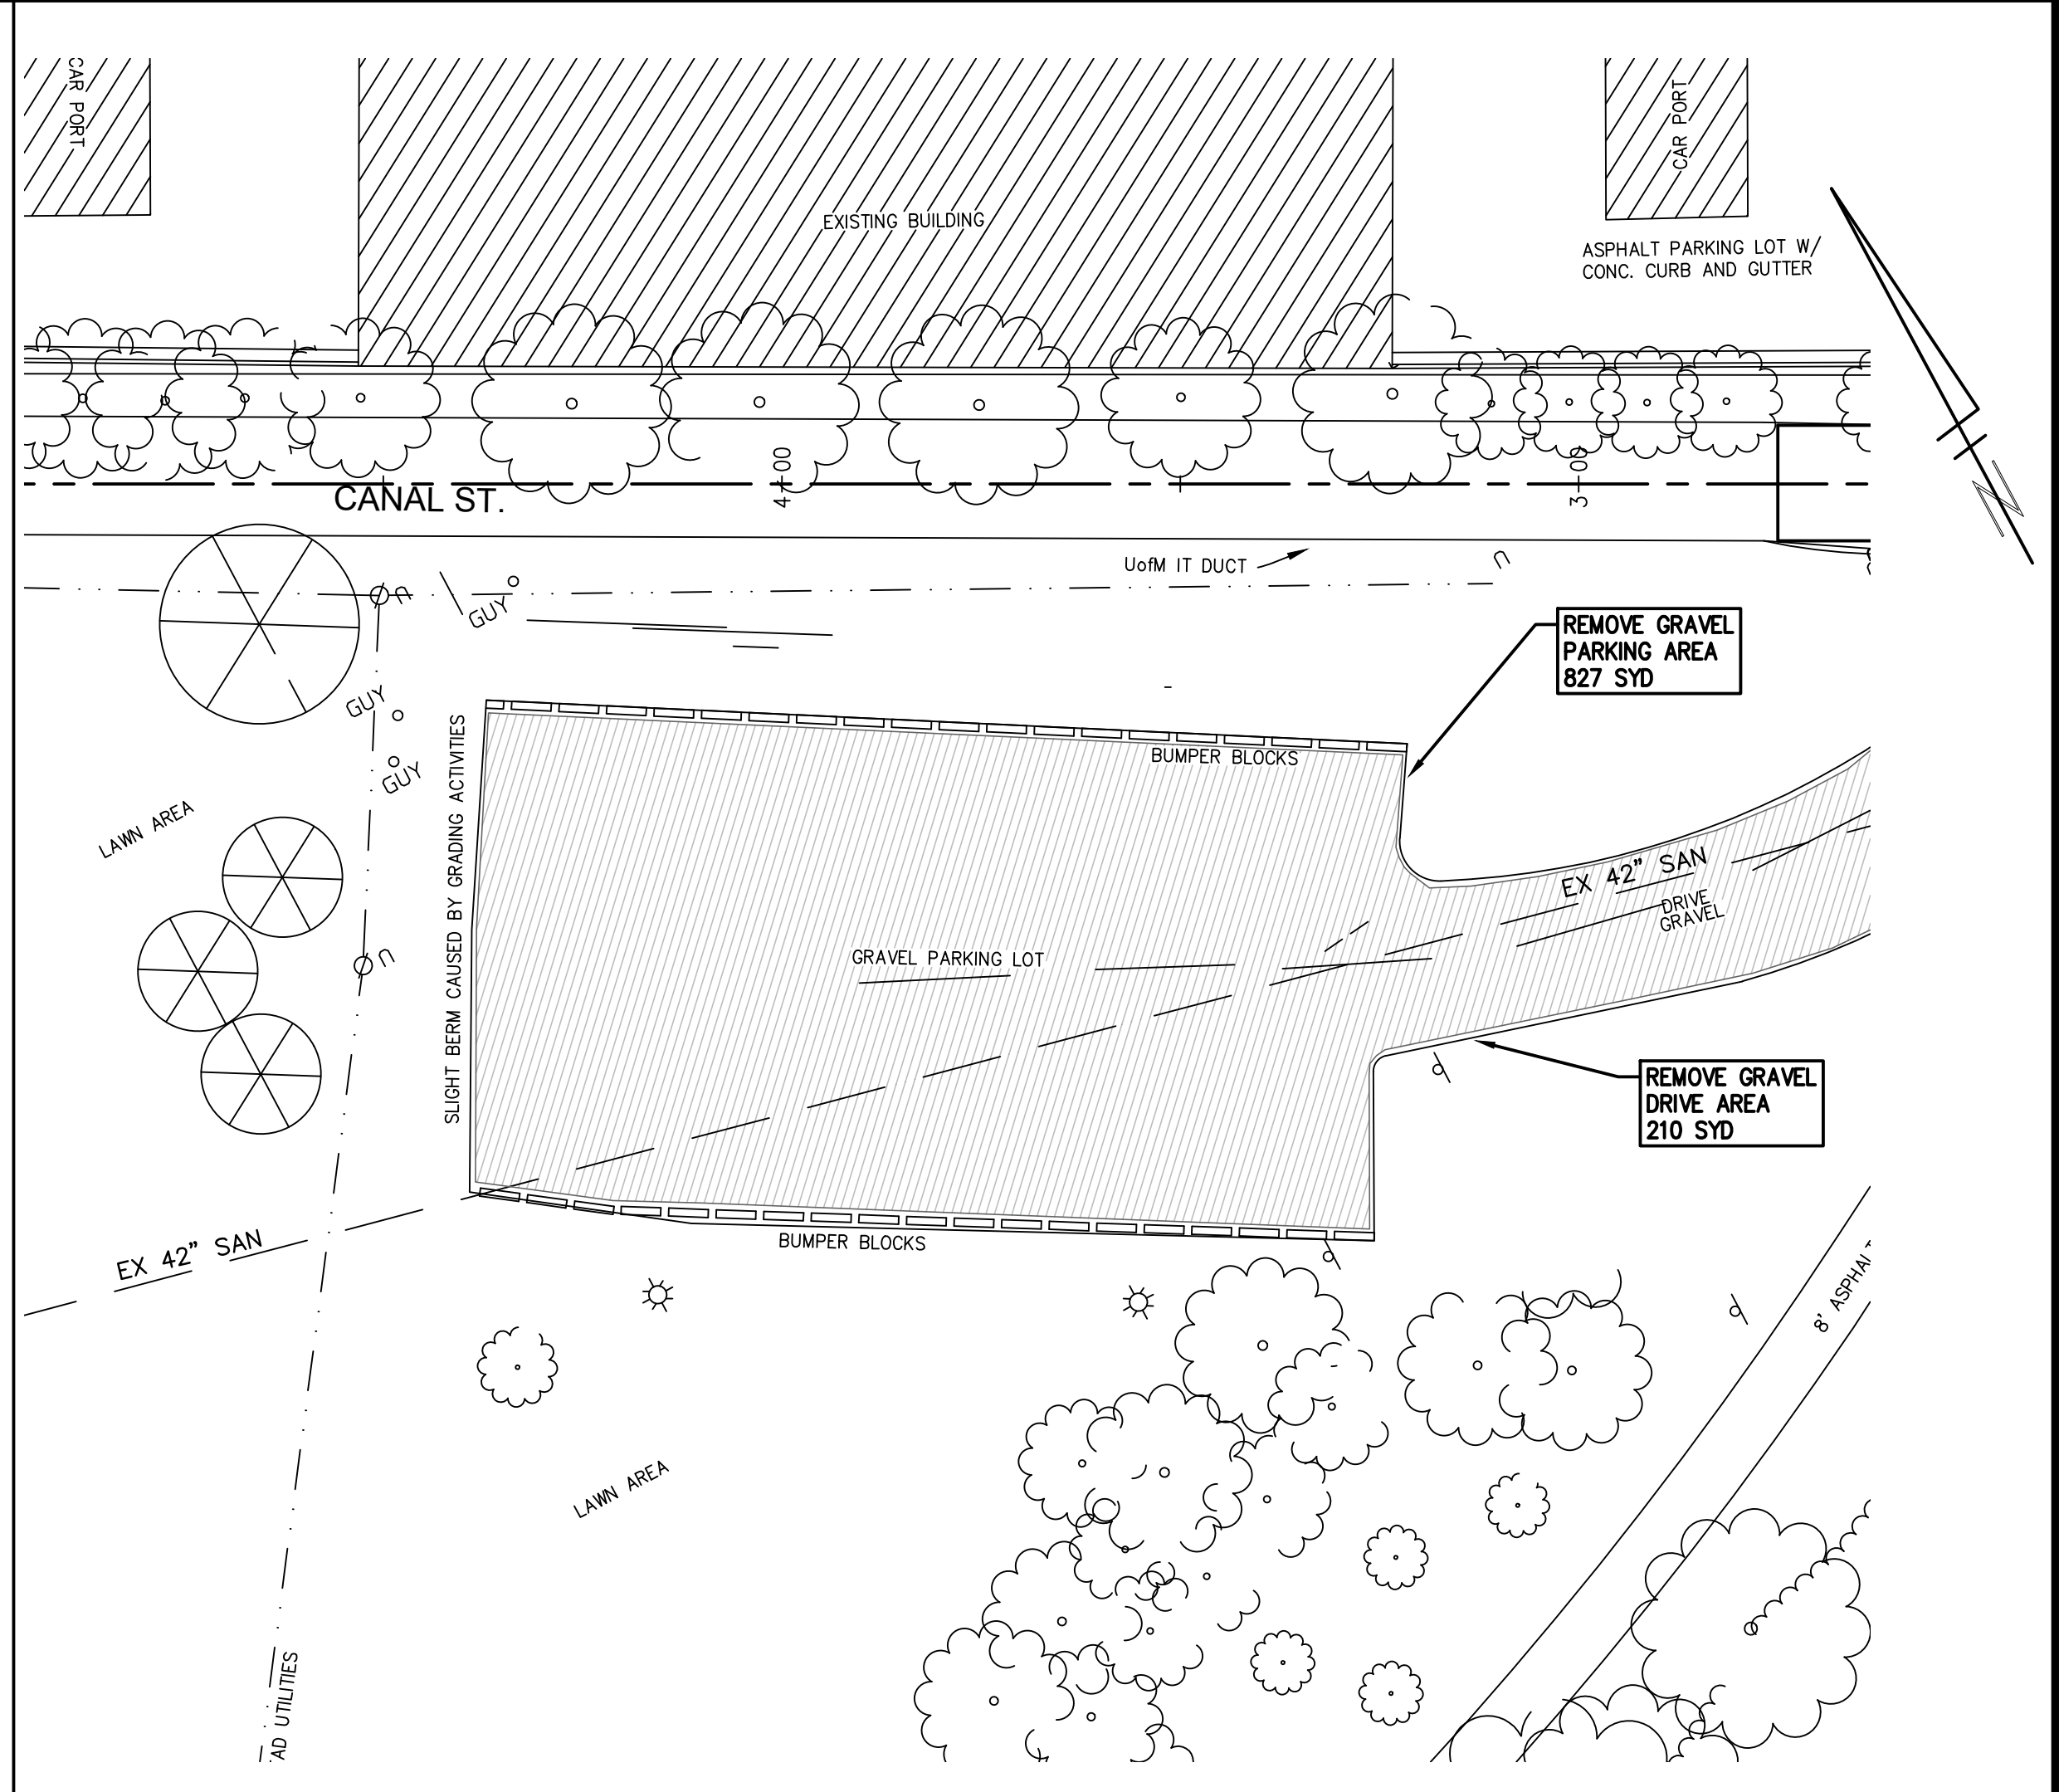 CAR PORT
EXISTING BUILDING
CAR PORT
ASPHALT PARKING LOT W/
CONC. CURB AND GUTTER
CANAL ST.
4+00
3+00
UofM IT DUCT
GUY
GUY
GUY
REMOVE GRAVEL
PARKING AREA
827 SYD
BUMPER BLOCKS
SLIGHT BERM CAUSED BY GRADING ACTIVITIES
LAWN AREA
EX 42" SAN
DRIVE
GRAVEL
GRAVEL PARKING LOT
REMOVE GRAVEL
DRIVE AREA
210 SYD
EX 42" SAN
BUMPER BLOCKS
8' ASPHALT
LAWN AREA
AD UTILITIES
N